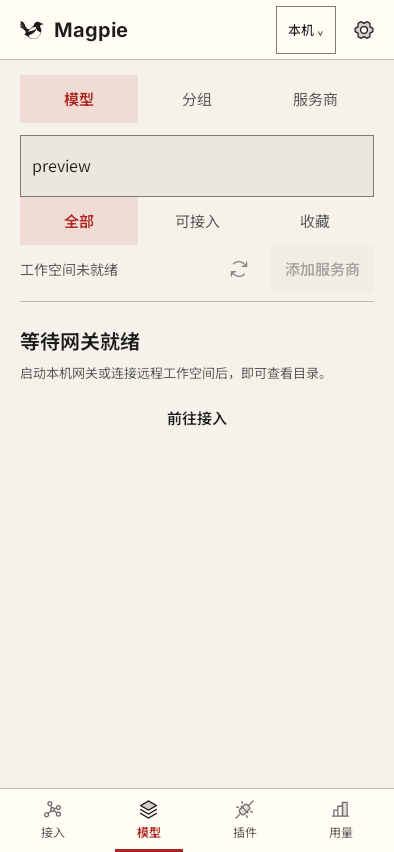 Magpie
本机
模型
分组
服务商
preview
全部
可接入
收藏
工作空间未就绪
添加服务商
等待网关就绪
启动本机网关或连接远程工作空间后，即可查看目录。
前往接入
接入
模型
插件
用量